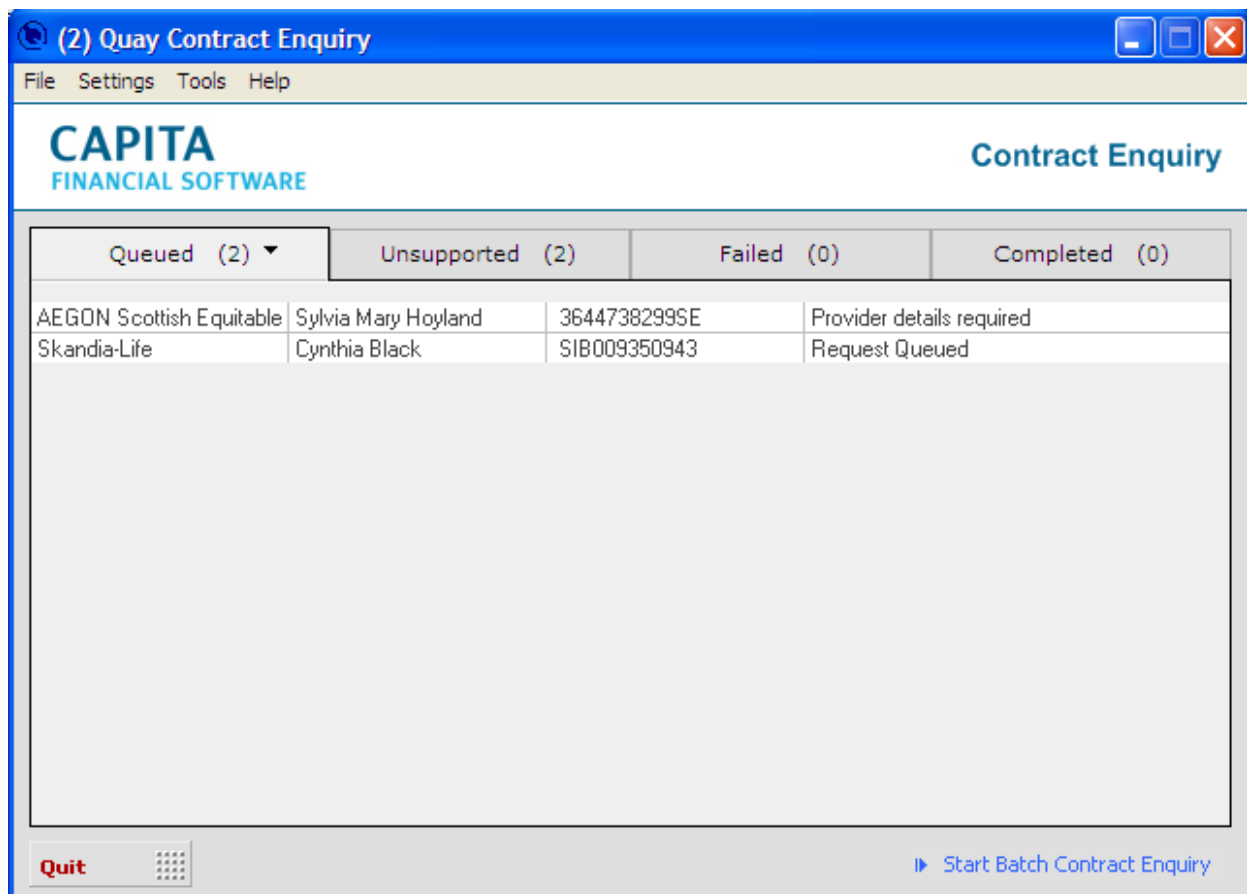 (2) Quay Contract Enquiry
File Settings Tools Help
CAPITA
FINANCIAL SOFTWARE
Contract Enquiry
Queued (2) Unsupported (2) Failed (0) Completed (0)
AEGON Scottish Equitable Sylvia Mary Hoyland 3644738299SE Provider details required
Skandia-Life Cynthia Black SIB009350943 Request Queued
Quit Start Batch Contract Enquiry